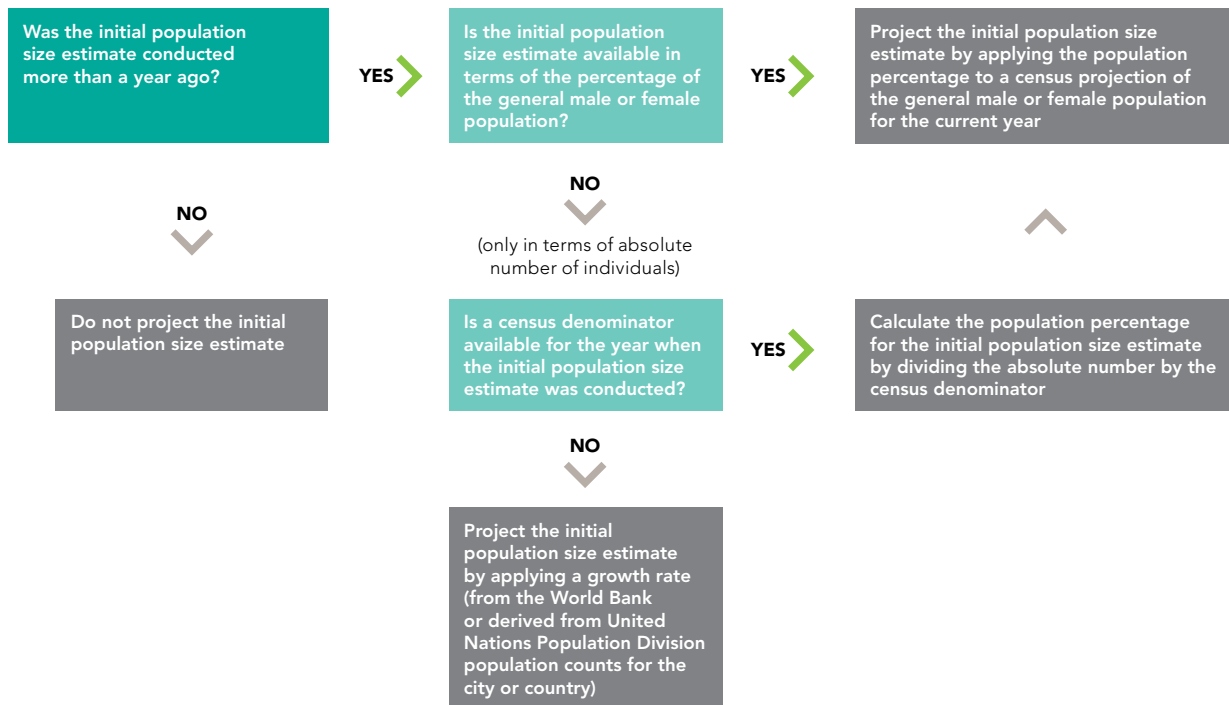 Was the initial population
size estimate conducted
more than a year ago?
YES
Is the initial population
size estimate available in
terms of the percentage of
the general male or female
population?
YES
Project the initial population size
estimate by applying the population
percentage to a census projection of
the general male or female population
for the current year
NO
NO
(only in terms of absolute
number of individuals)
Do not project the initial
population size estimate
Is a census denominator
available for the year when
the initial population size
estimate was conducted?
YES
Calculate the population percentage
for the initial population size estimate
by dividing the absolute number by the
census denominator
NO
Project the initial
population size estimate
by applying a growth rate
(from the World Bank
or derived from United
Nations Population Division
population counts for the
city or country)